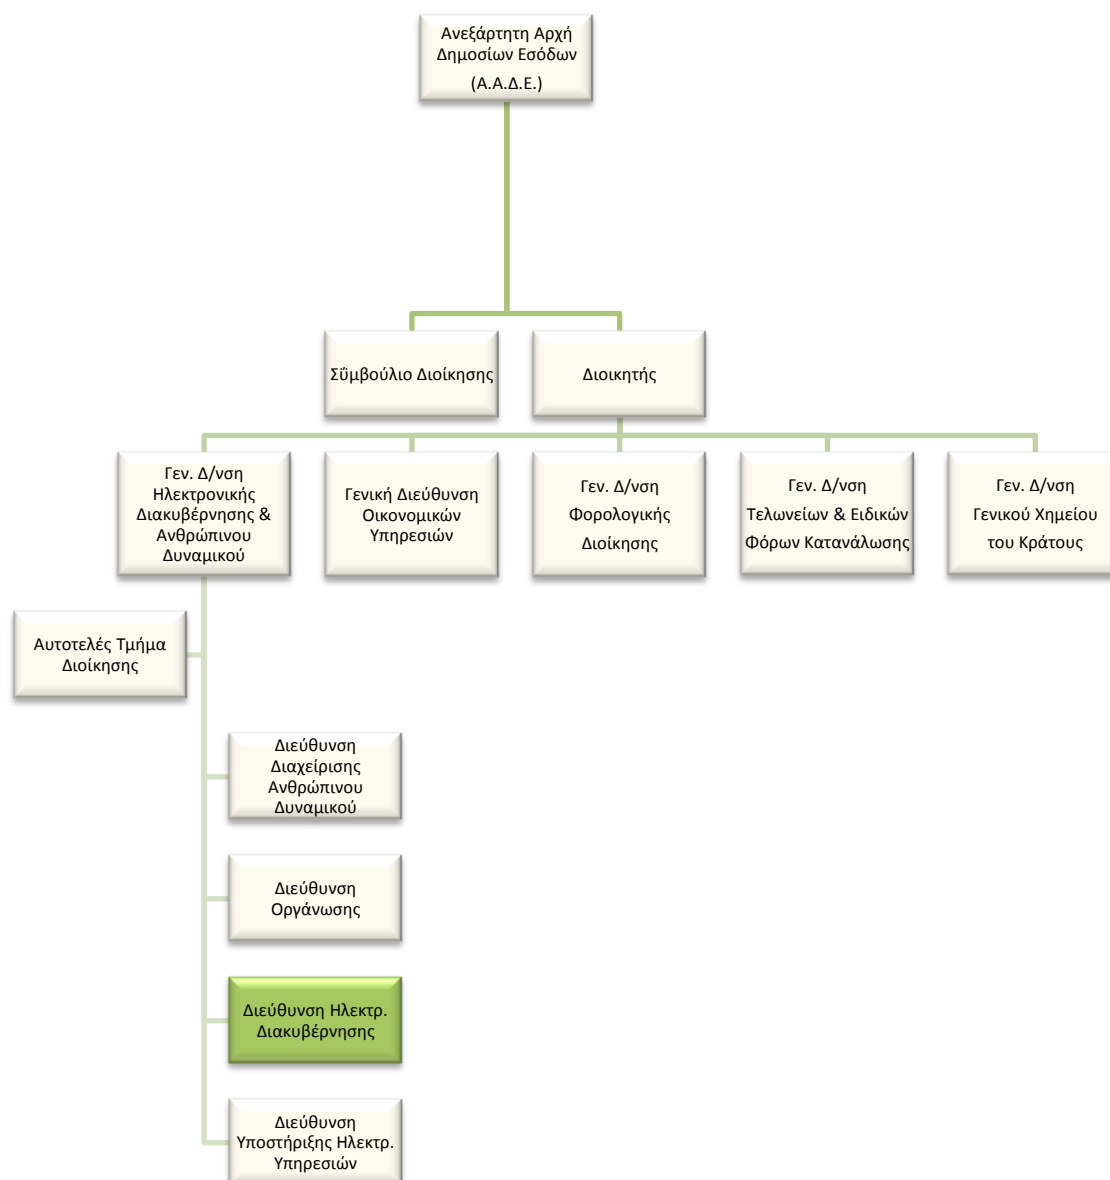 Ανεξάρτητη Αρχή
Δημοσίων Εσόδων
(Α.Α.Δ.Ε.)
Σΰμβούλιο Διοίκησης
Διοικητής
Γεν. Δ/νση
Ηλεκτρονικής
Διακυβέρνησης &
Ανθρώπινου
Δυναμικού
Γενική Διεύθυνση
Οικονομικών
Υπηρεσιών
Γεν. Δ/νση
Φορολογικής
Διοίκησης
Γεν. Δ/νση
Τελωνείων & Ειδικών
Φόρων Κατανάλωσης
Γεν. Δ/νση
Γενικού Χημείου
του Κράτους
Αυτοτελές Τμήμα
Διοίκησης
Διεύθυνση
Διαχείρισης
Ανθρώπινου
Δυναμικού
Διεύθυνση
Οργάνωσης
Διεύθυνση Ηλεκτρ.
Διακυβέρνησης
Διεύθυνση
Υποστήριξης Ηλεκτρ.
Υπηρεσιών